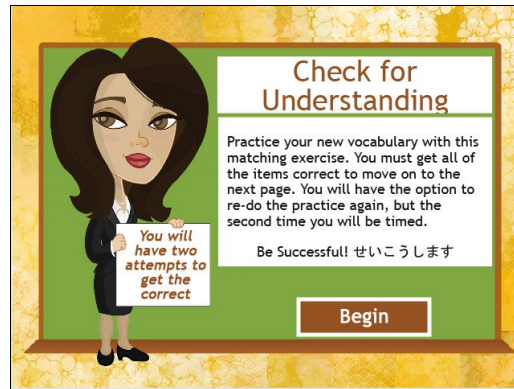 Check for
Understanding
Practice your new vocabulary with this
matching exercise. You must get all of
the items correct to move on to the
next page. You will have the option to
re-do the practice again, but the
second time you will be timed.
Be Successful! せいこうします
You will
have two
attempts to
get the
correct
Begin